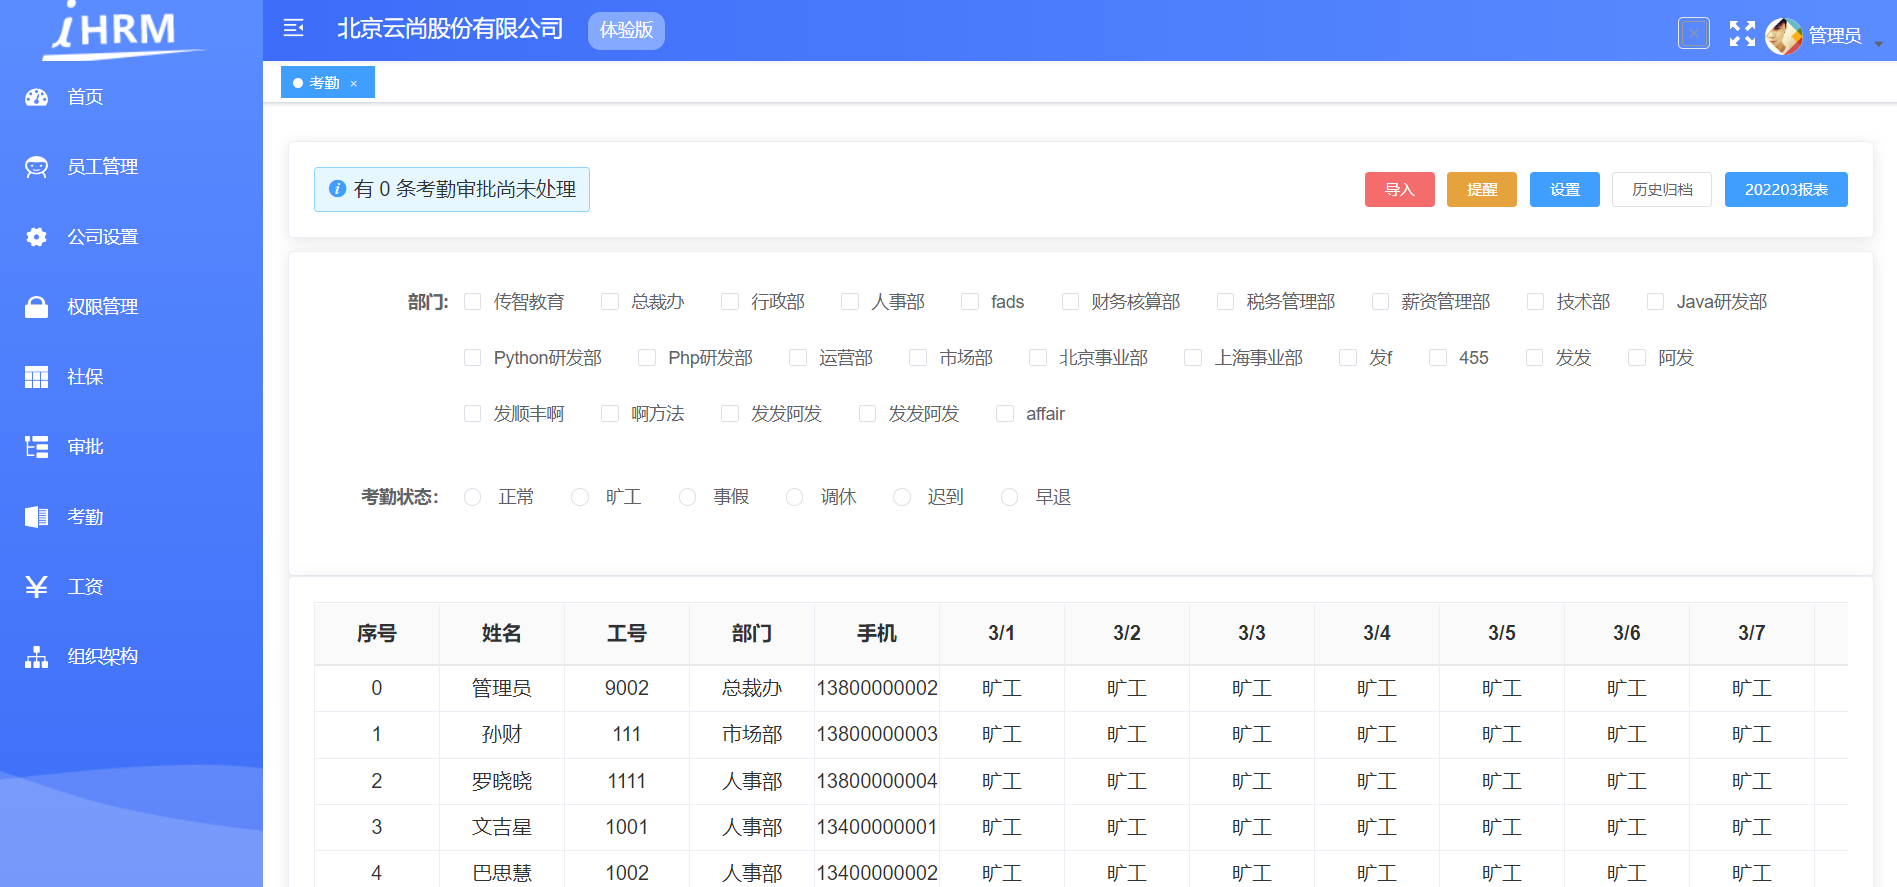 iHRM
北京云尚股份有限公司 体验版 管理员
首页
员工管理
公司设置
权限管理
社保
审批
考勤
工资
组织架构
考勤 ×
有 0 条考勤审批尚未处理 导入 提醒 设置 历史归档 202203报表
部门: 传智教育 总裁办 行政部 人事部 fads 财务核算部 税务管理部 薪资管理部 技术部 Java研发部
Python研发部 Php研发部 运营部 市场部 北京事业部 上海事业部 发f 455 发发 阿发
发顺丰啊 啊方法 发发阿发 发发阿发 affair
考勤状态: 正常 旷工 事假 调休 迟到 早退
序号 姓名 工号 部门 手机 3/1 3/2 3/3 3/4 3/5 3/6 3/7
0 管理员 9002 总裁办 13800000002 旷工 旷工 旷工 旷工 旷工 旷工 旷工
1 孙财 111 市场部 13800000003 旷工 旷工 旷工 旷工 旷工 旷工 旷工
2 罗晓晓 1111 人事部 13800000004 旷工 旷工 旷工 旷工 旷工 旷工 旷工
3 文吉星 1001 人事部 13400000001 旷工 旷工 旷工 旷工 旷工 旷工 旷工
4 巴思慧 1002 人事部 13400000002 旷工 旷工 旷工 旷工 旷工 旷工 旷工